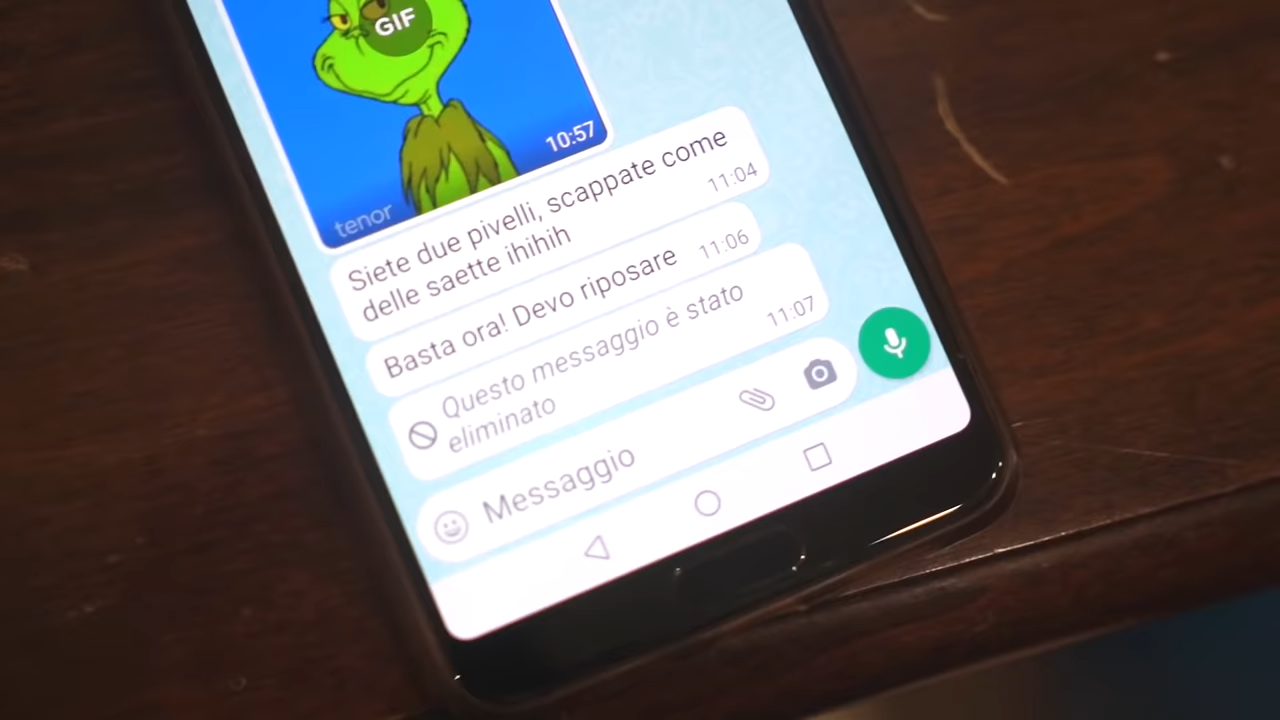 GIF
10:57
tenor
Siete due pivelli, scappate come
delle saette ihihih
11:04
Basta ora! Devo riposare
11:06
Questo messaggio è stato
eliminato
11:07
Messaggio